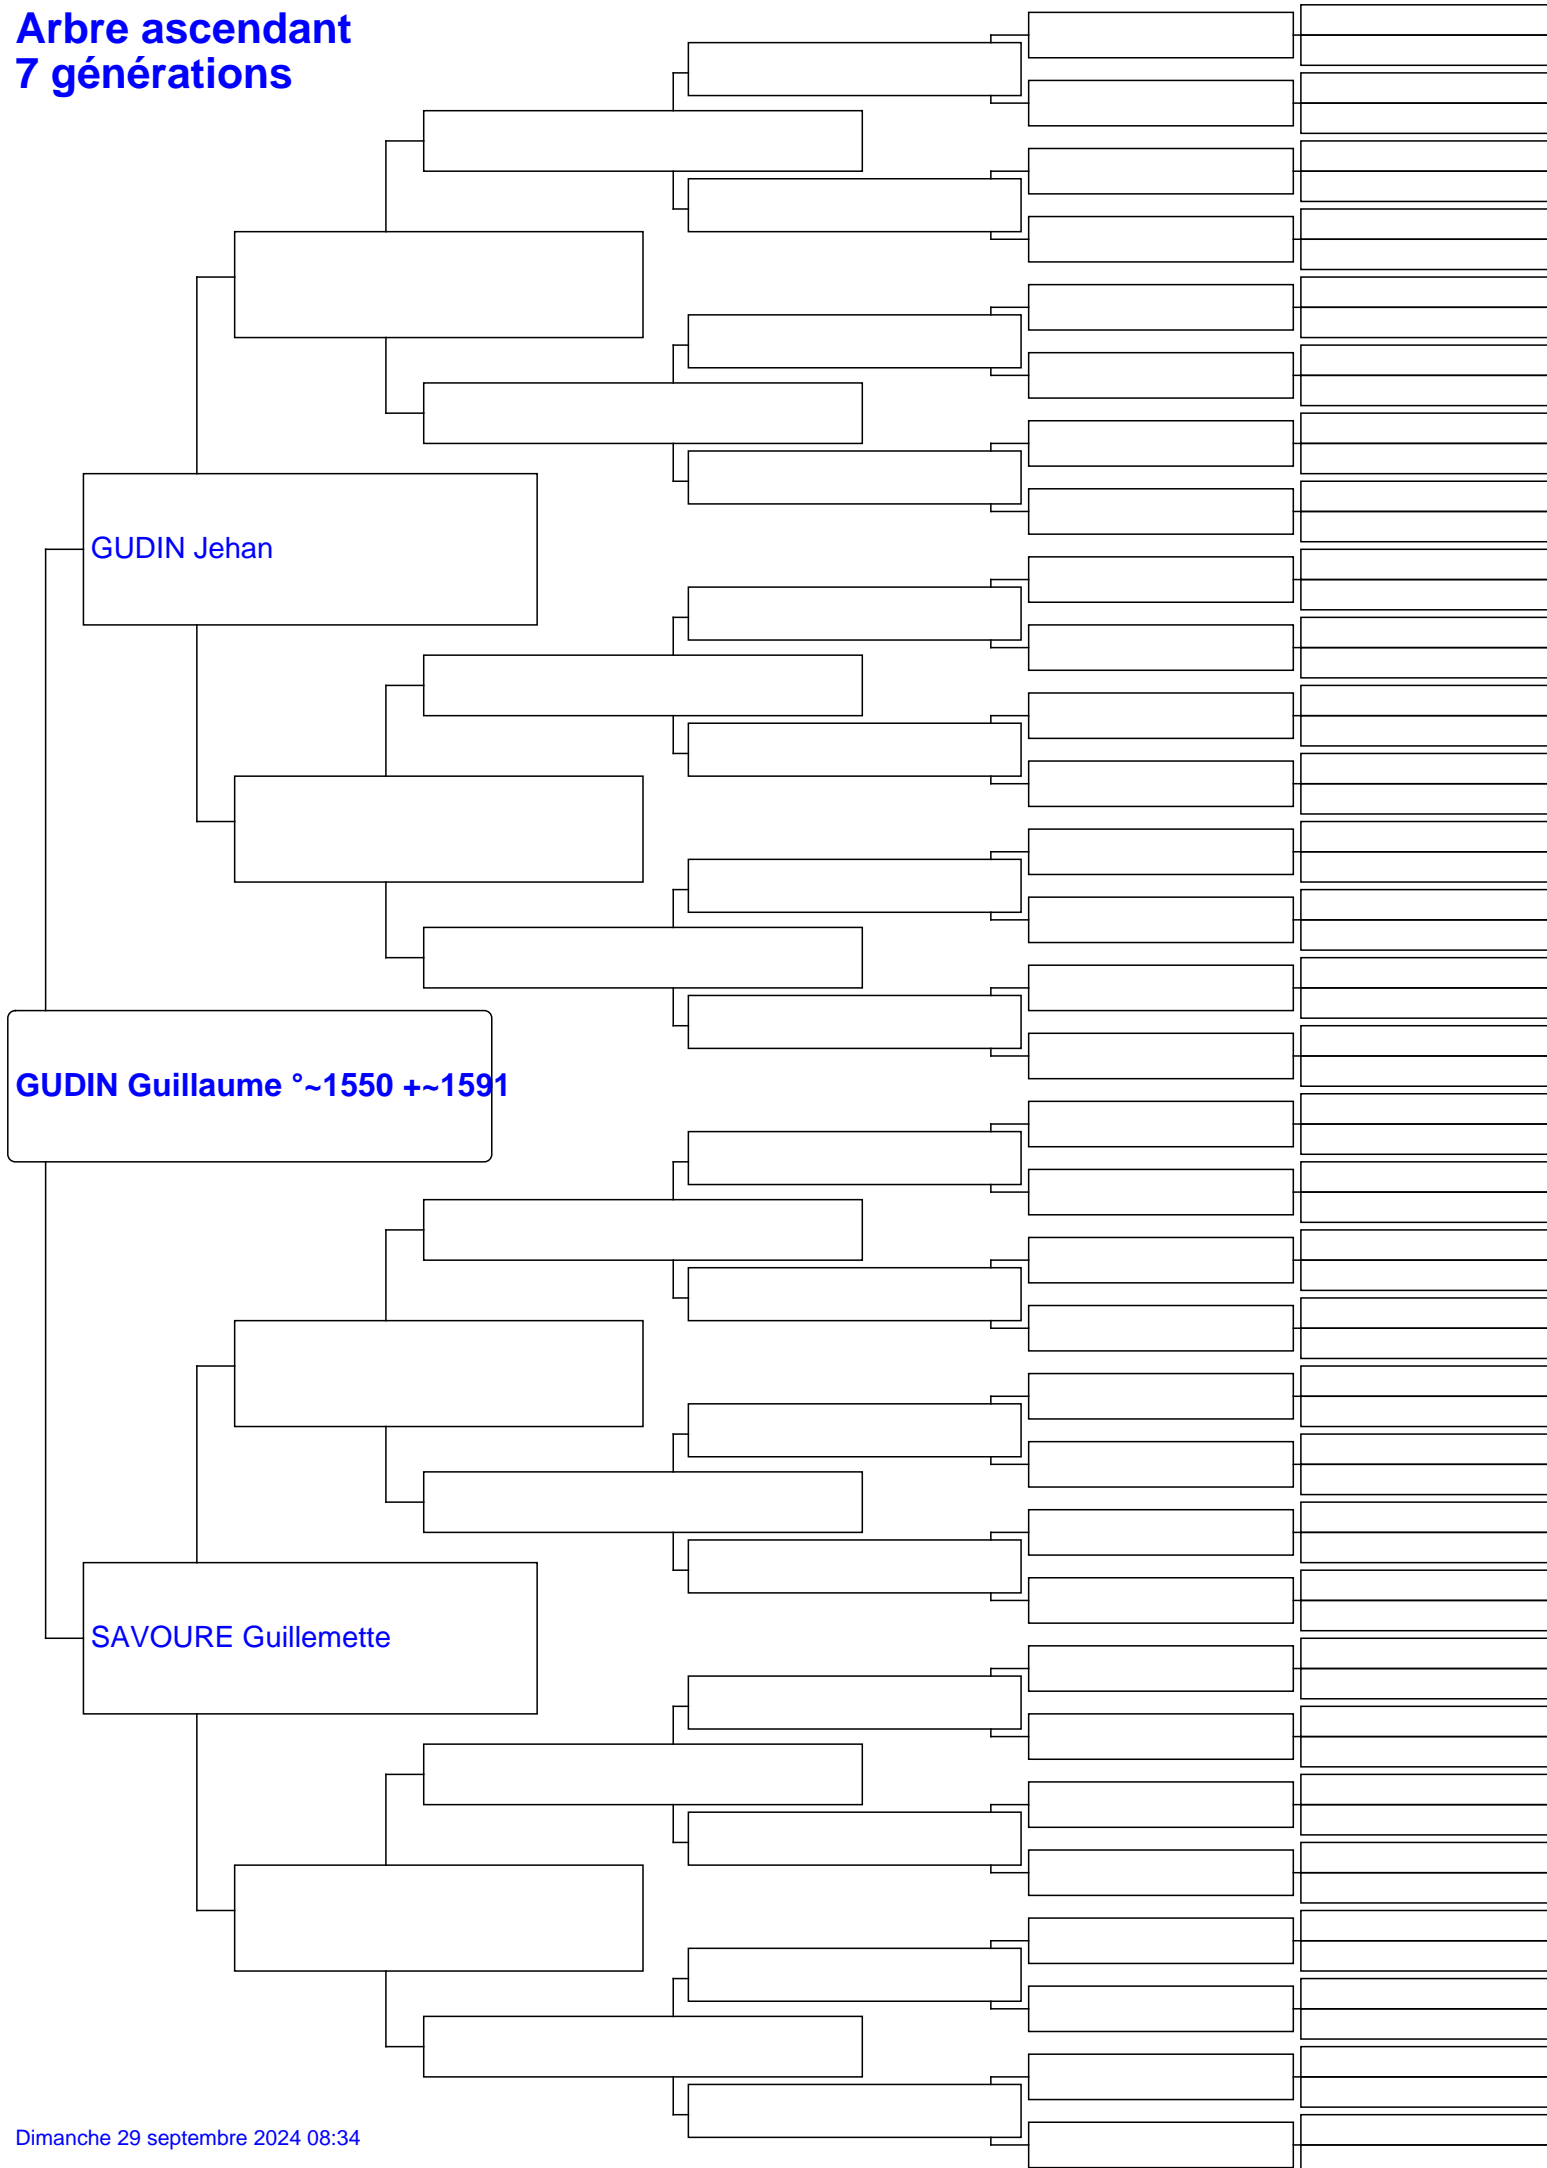 Arbre ascendant
7 générations
GUDIN Jehan
GUDIN Guillaume °~1550 +~1591
SAVOURE Guillemette
Dimanche 29 septembre 2024 08:34